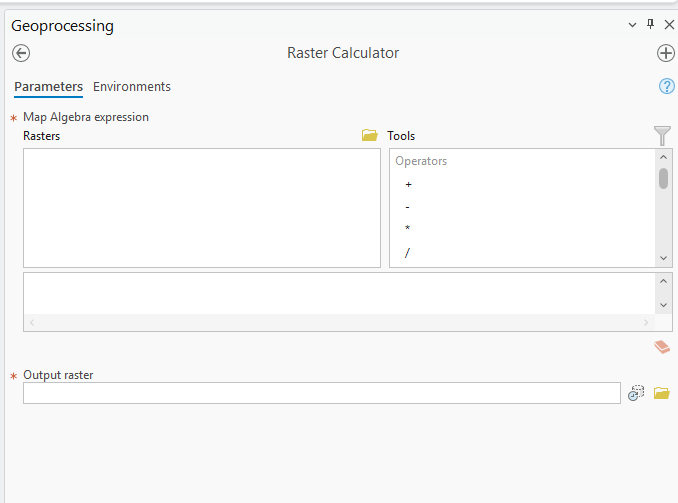 Geoprocessing
Raster Calculator
Parameters Environments
* Map Algebra expression
Rasters Tools
Operators
+
-
*
/
* Output raster